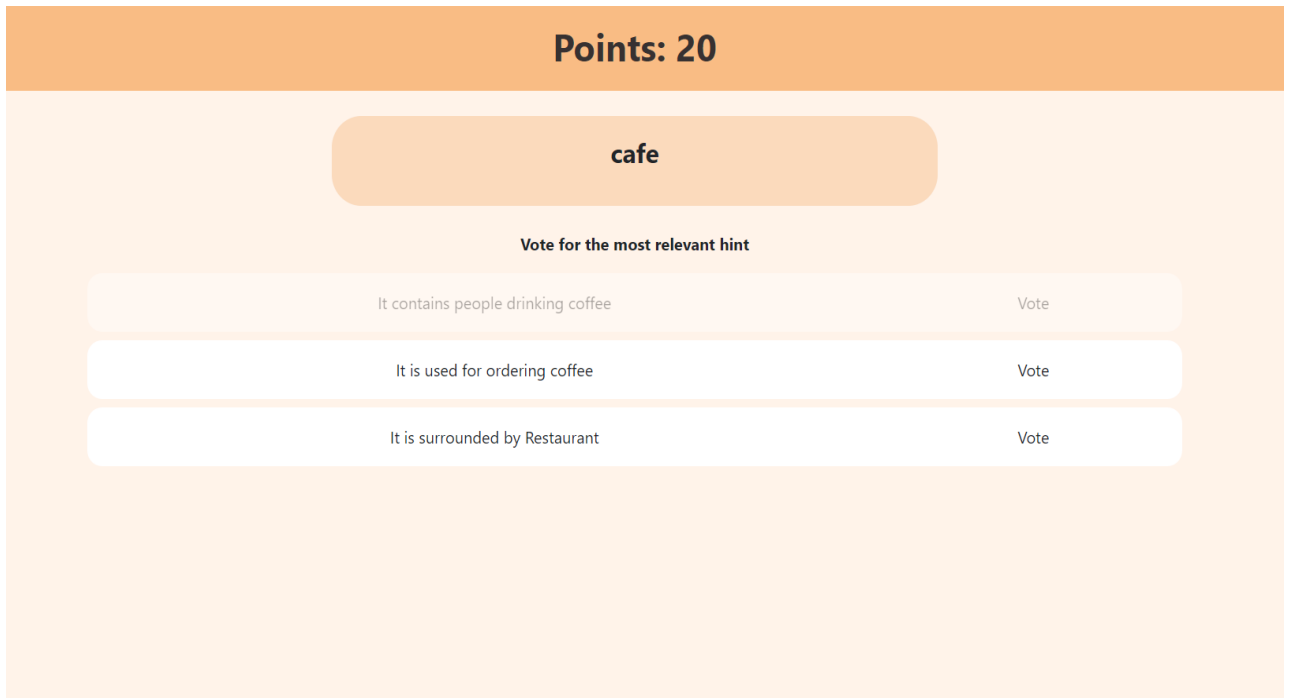 Points: 20
cafe
Vote for the most relevant hint
It contains people drinking coffee Vote
It is used for ordering coffee Vote
It is surrounded by Restaurant Vote